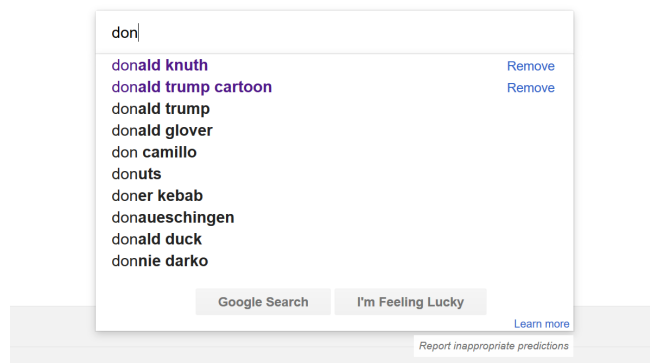 don
donald knuth Remove
donald trump cartoon Remove
donald trump
donald glover
don camillo
donuts
doner kebab
donaueschingen
donald duck
donnie darko
Google Search I'm Feeling Lucky
Learn more
Report inappropriate predictions